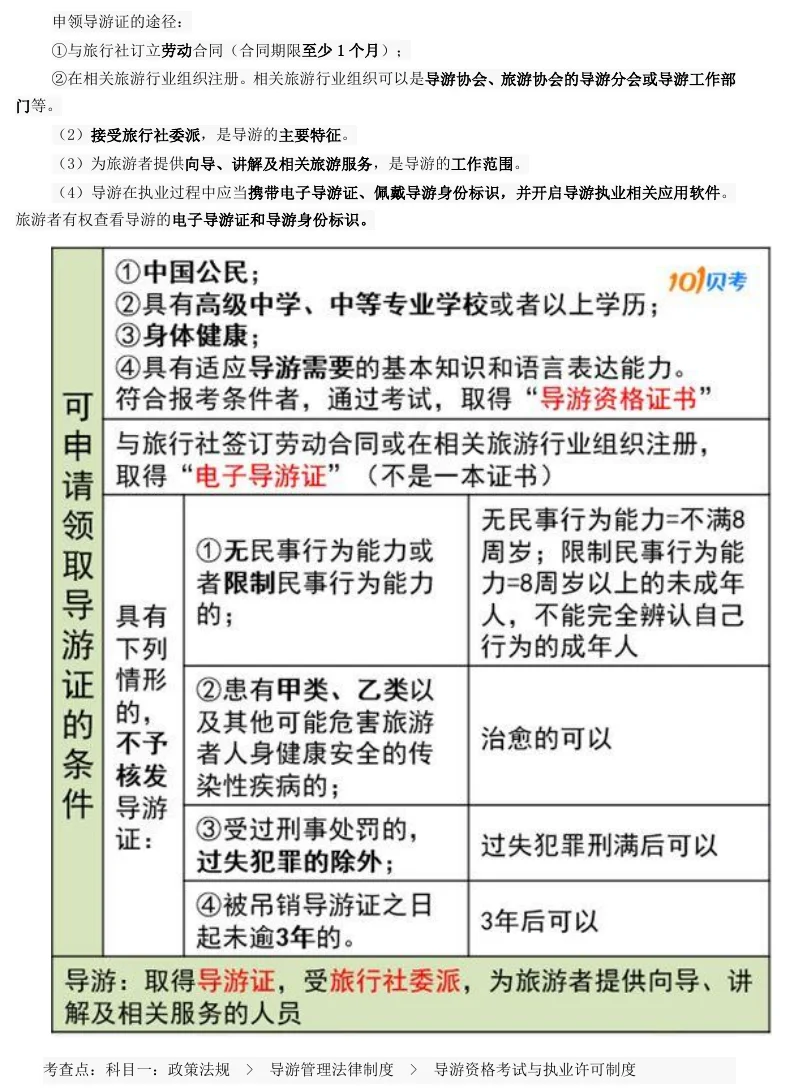 申领导游证的途径：
①与旅行社订立劳动合同（合同期限至少 1 个月）；
②在相关旅游行业组织注册。相关旅游行业组织可以是导游协会、旅游协会的导游分会或导游工作部
门等。
（2）接受旅行社委派，是导游的主要特征。
（3）为旅游者提供向导、讲解及相关旅游服务，是导游的工作范围。
（4）导游在执业过程中应当携带电子导游证、佩戴导游身份标识，并开启导游执业相关应用软件。
旅游者有权查看导游的电子导游证和导游身份标识。
可申请领取导游证的条件
①中国公民；
101贝考
②具有高级中学、中等专业学校或者以上学历；
③身体健康；
④具有适应导游需要的基本知识和语言表达能力。
符合报考条件者，通过考试，取得“导游资格证书”
与旅行社签订劳动合同或在相关旅游行业组织注册，
取得“电子导游证”（不是一本证书）
具有
下列
情形
的，
不予
核发
导游
证：
①无民事行为能力或
者限制民事行为能力
的；
无民事行为能力=不满8
周岁；限制民事行为能
力=8周岁以上的未成年
人，不能完全辨认自己
行为的成年人
②患有甲类、乙类以
及其他可能危害旅游
者人身健康安全的传
染性疾病的；
治愈的可以
③受过刑事处罚的，
过失犯罪的除外；
过失犯罪刑满后可以
④被吊销导游证之日
起未逾3年的。
3年后可以
导游：取得导游证，受旅行社委派，为旅游者提供向导、讲
解及相关服务的人员
考查点：科目一：政策法规 > 导游管理法律制度 > 导游资格考试与执业许可制度